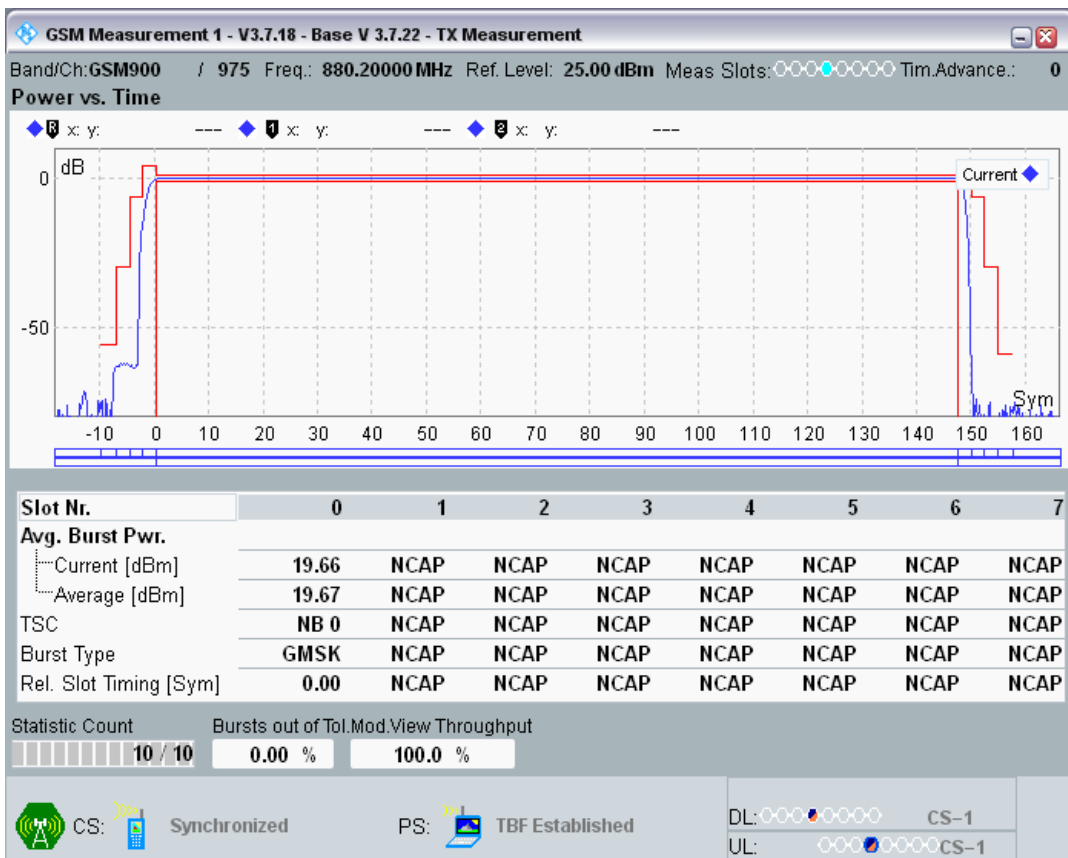 GSM Measurement 1 - V3.7.18 - Base V 3.7.22 - TX Measurement
Band/Ch:GSM900 / 975 Freq.: 880.20000 MHz Ref. Level: 25.00 dBm Meas Slots: Tim.Advance.: 0
Power vs. Time
R x: y: --- 1 x: y: --- 2 x: y: ---
dB
Current
0
-50
Sym
-10 0 10 20 30 40 50 60 70 80 90 100 110 120 130 140 150 160
Slot Nr. 0 1 2 3 4 5 6 7
Avg. Burst Pwr.
Current [dBm] 19.66 NCAP NCAP NCAP NCAP NCAP NCAP NCAP
Average [dBm] 19.67 NCAP NCAP NCAP NCAP NCAP NCAP NCAP
TSC NB 0 NCAP NCAP NCAP NCAP NCAP NCAP NCAP
Burst Type GMSK NCAP NCAP NCAP NCAP NCAP NCAP NCAP
Rel. Slot Timing [Sym] 0.00 NCAP NCAP NCAP NCAP NCAP NCAP NCAP
Statistic Count Bursts out of Tol.Mod.View Throughput
10 / 10 0.00 % 100.0 %
CS: Synchronized PS: TBF Established
DL: CS-1
UL: CS-1